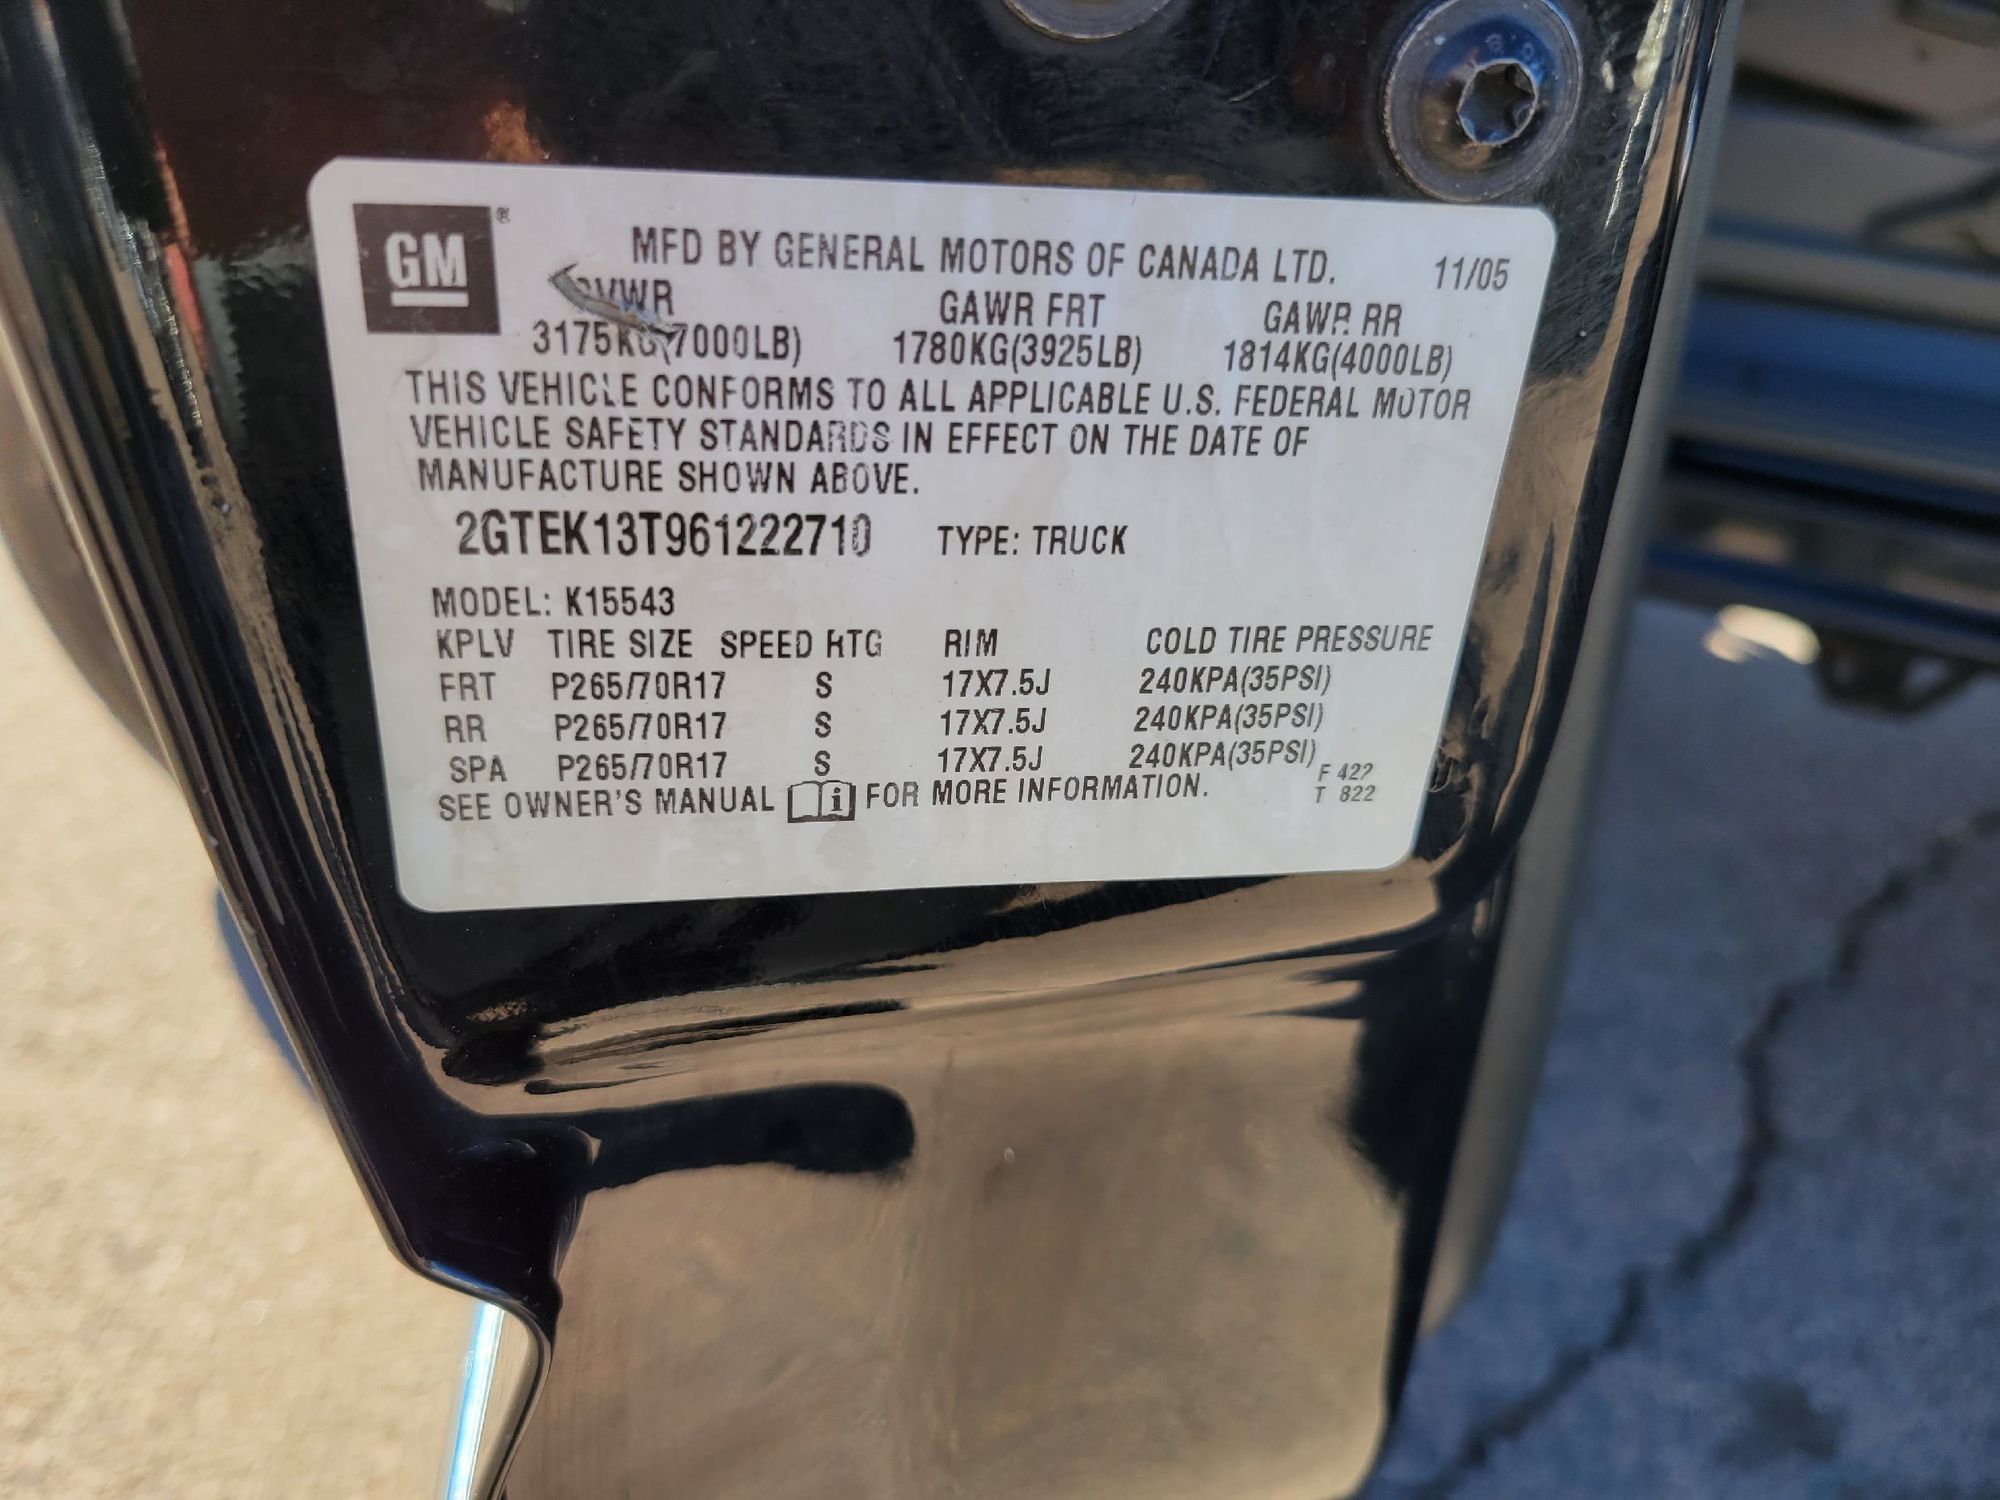 GM ®
MFD BY GENERAL MOTORS OF CANADA LTD. 11/05
GVWR GAWR FRT GAWR RR
3175KG(7000LB) 1780KG(3925LB) 1814KG(4000LB)
THIS VEHICLE CONFORMS TO ALL APPLICABLE U.S. FEDERAL MOTOR
VEHICLE SAFETY STANDARDS IN EFFECT ON THE DATE OF
MANUFACTURE SHOWN ABOVE.
2GTEK13T961222710 TYPE: TRUCK
MODEL: K15543
KPLV TIRE SIZE SPEED RTG RIM COLD TIRE PRESSURE
FRT P265/70R17 S 17X7.5J 240KPA(35PSI)
RR P265/70R17 S 17X7.5J 240KPA(35PSI)
SPA P265/70R17 S 17X7.5J 240KPA(35PSI)
SEE OWNER'S MANUAL i FOR MORE INFORMATION.
F 422
T 822